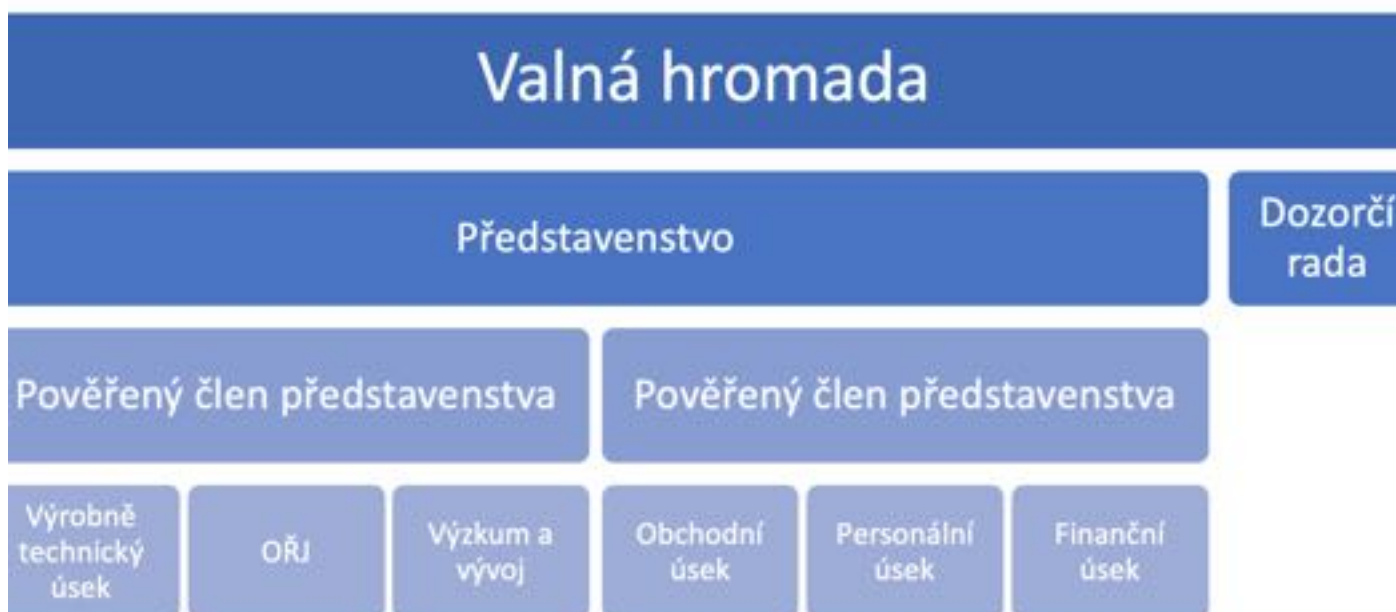 Valná hromada
Představenstvo
Dozorčí
rada
Pověřený člen představenstva
Pověřený člen představenstva
Výrobně
technický
úsek
OŘJ
Výzkum a
vývoj
Obchodní
úsek
Personální
úsek
Finanční
úsek